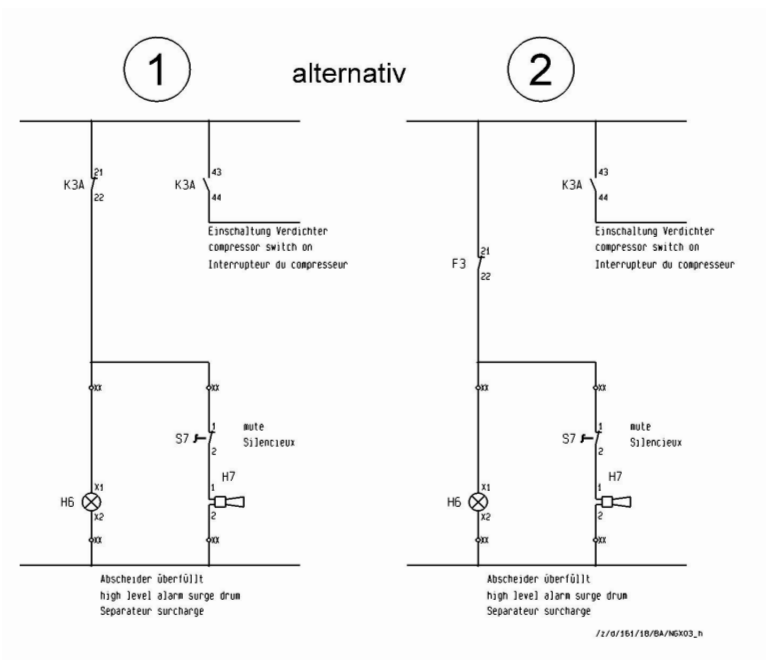 1 alternativ 2
21
K3A
22
43
K3A
44
Einschaltung Verdichter
compressor switch on
Interrupteur du compresseur
xx
xx
1
mute
S7
Silencieux
2
H7
X1
1
H6
X2
2
xx
xx
Abscheider überfüllt
high level alarm surge drum
Separateur surcharge
43
K3A
44
Einschaltung Verdichter
compressor switch on
Interrupteur du compresseur
21
F3
22
xx
xx
1
mute
S7
Silencieux
2
H7
X1
1
H6
X2
2
xx
xx
Abscheider überfüllt
high level alarm surge drum
Separateur surcharge
/z/d/161/18/BA/NGX03_h